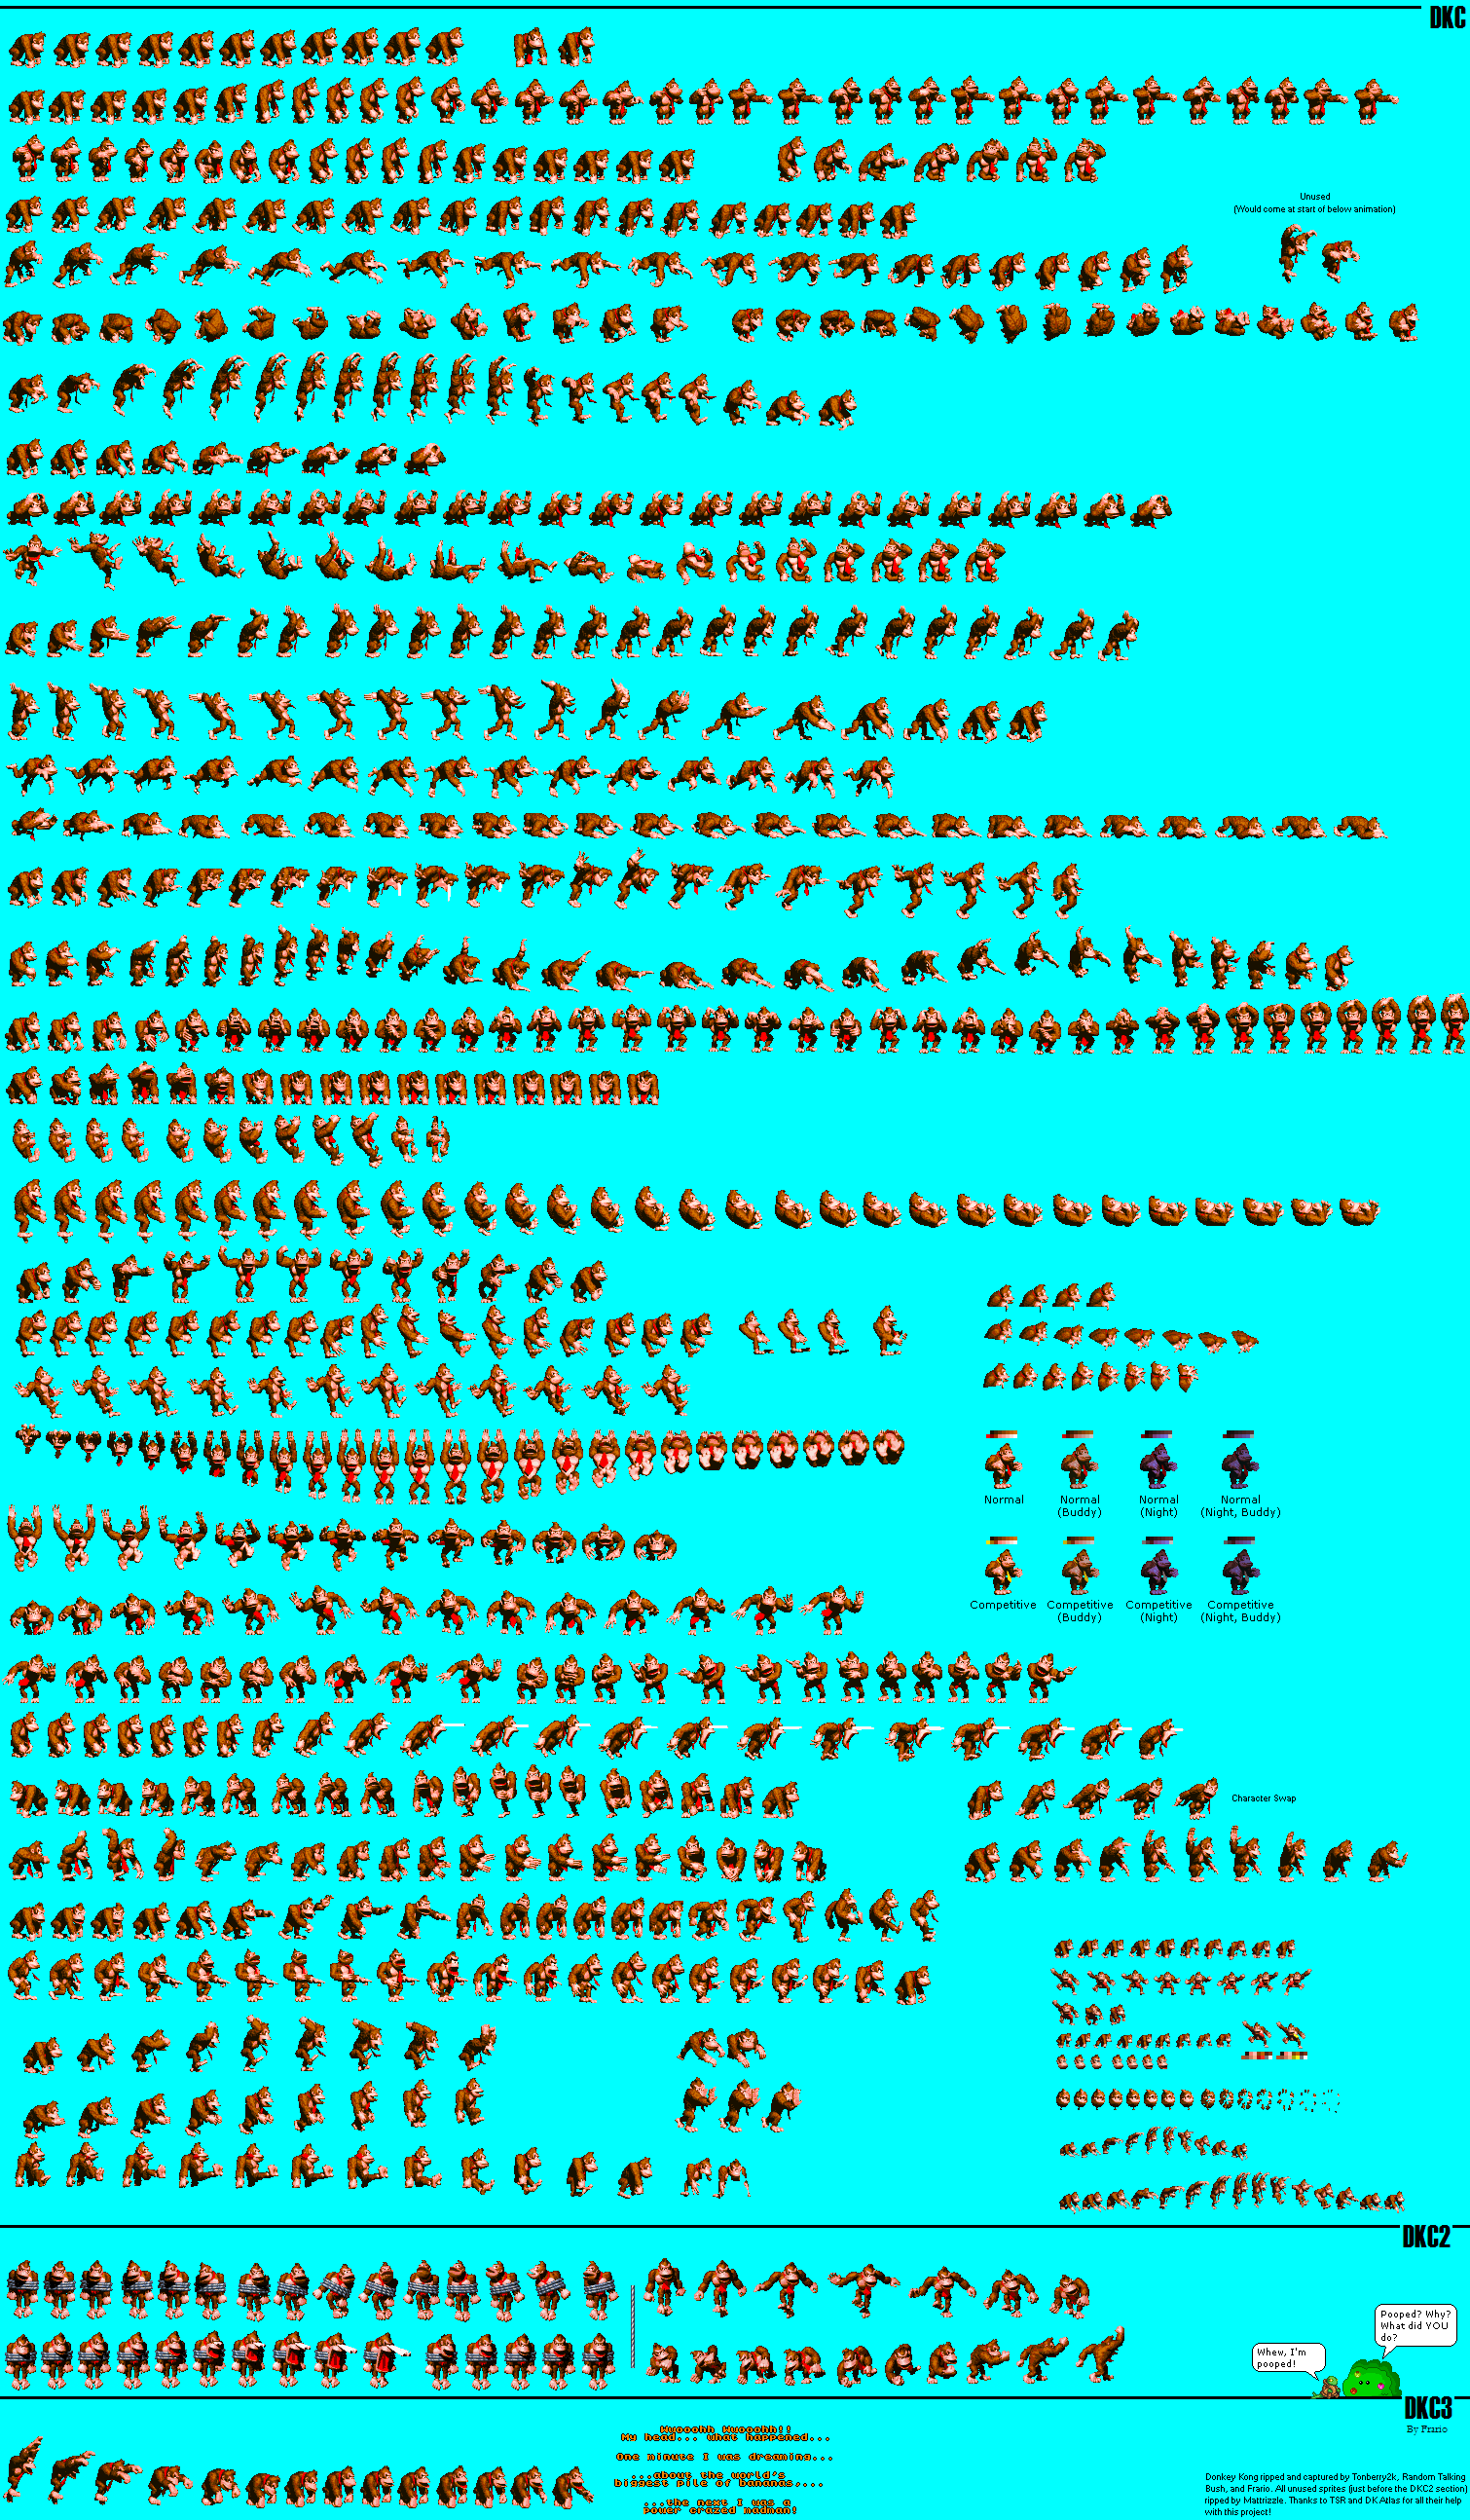 DKC
Unused
(Would come at start of below animation)
Normal
Normal
(Buddy)
Normal
(Night)
Normal
(Night, Buddy)
Competitive
Competitive
(Buddy)
Competitive
(Night)
Competitive
(Night, Buddy)
Character Swap
DKC2
Pooped? Why?
What did YOU
do?
Whew, I'm
pooped!
DKC3
By Frario
Wuooohh Wuooohh!!
My head... what happened...
One minute I was dreaming...
...about the world's
biggest pile of bananas....
...the next I was a
power crazed madman!
Donkey Kong ripped and captured by Tonberry2k, Random Talking
Bush, and Frario. All unused sprites (just before the DKC2 section)
ripped by Mattrizzle. Thanks to TSR and DK Atlas for all their help
with this project!